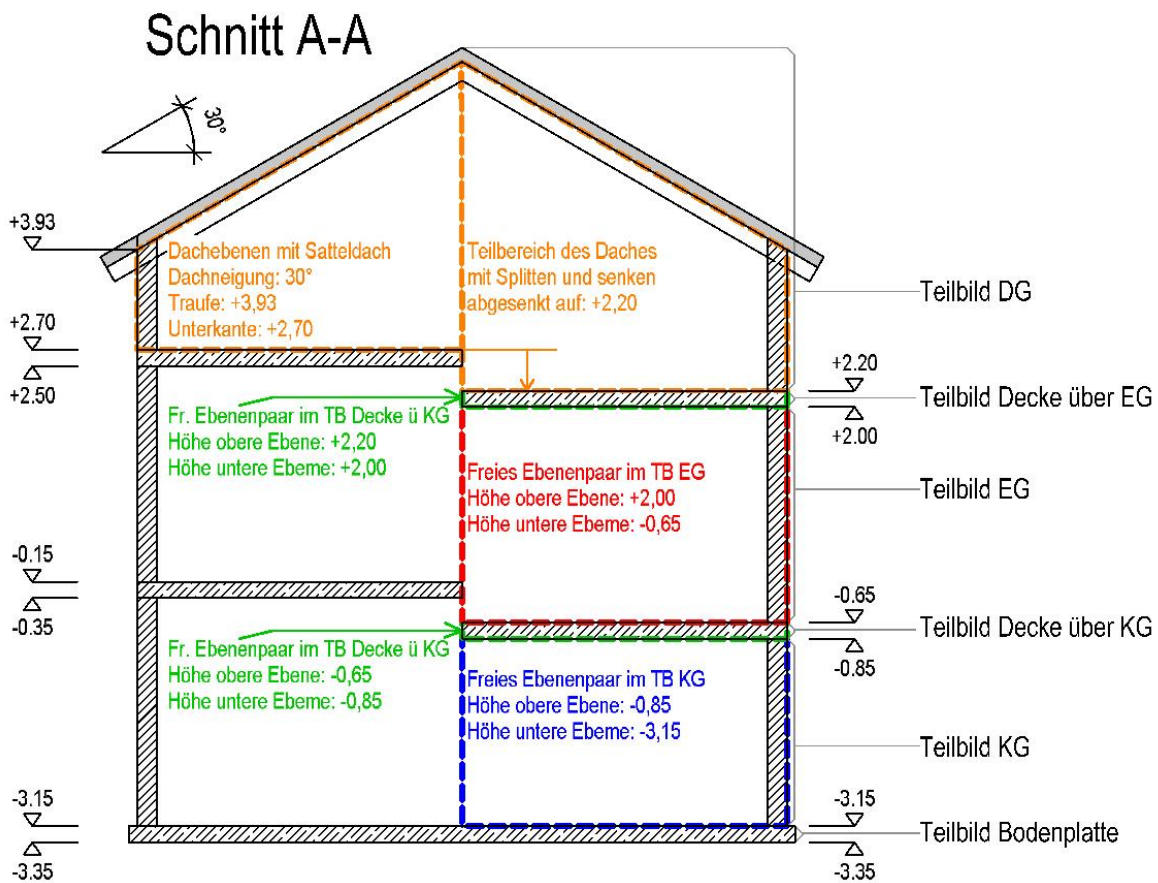 Schnitt A-A
30°
+3.93
Dachebenen mit Satteldach
Dachneigung: 30°
Traufe: +3,93
Unterkante: +2,70
Teilbereich des Daches
mit Splitten und senken
abgesenkt auf: +2,20
Teilbild DG
+2.70
+2.50
+2.20
+2.00
Teilbild Decke über EG
Fr. Ebenenpaar im TB Decke ü KG
Höhe obere Ebene: +2,20
Höhe untere Ebeme: +2,00
Freies Ebenenpaar im TB EG
Höhe obere Ebene: +2,00
Höhe untere Ebeme: -0,65
Teilbild EG
-0.15
-0.35
-0.65
-0.85
Teilbild Decke über KG
Fr. Ebenenpaar im TB Decke ü KG
Höhe obere Ebene: -0,65
Höhe untere Ebeme: -0,85
Freies Ebenenpaar im TB KG
Höhe obere Ebene: -0,85
Höhe untere Ebeme: -3,15
Teilbild KG
-3.15
-3.35
-3.15
-3.35
Teilbild Bodenplatte